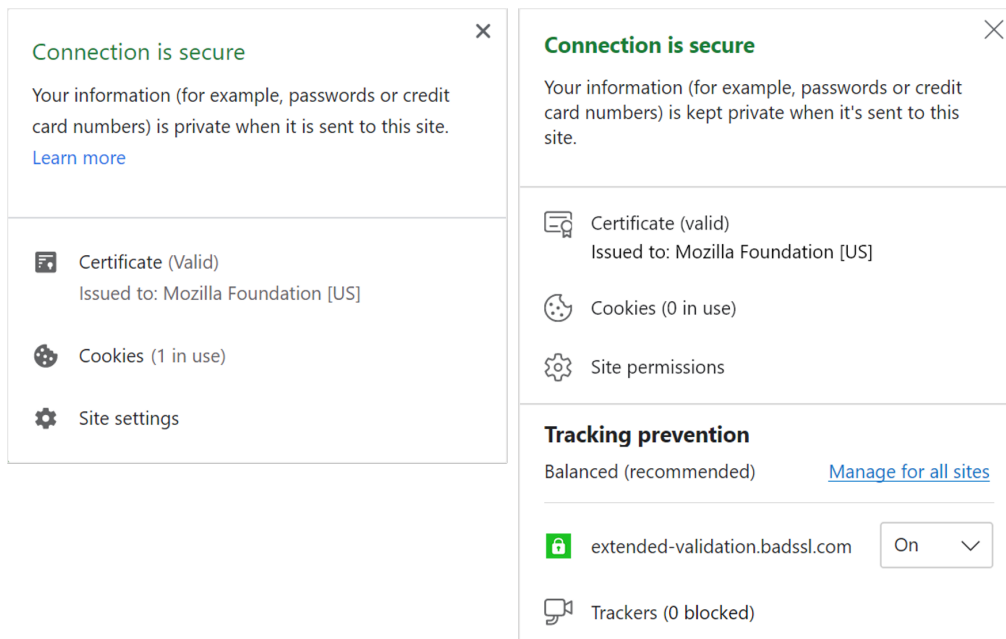 Connection is secure
Your information (for example, passwords or credit
card numbers) is private when it is sent to this site.
Learn more
Certificate (Valid)
Issued to: Mozilla Foundation [US]
Cookies (1 in use)
Site settings
Connection is secure
Your information (for example, passwords or credit
card numbers) is kept private when it's sent to this
site.
Certificate (valid)
Issued to: Mozilla Foundation [US]
Cookies (0 in use)
Site permissions
Tracking prevention
Balanced (recommended) Manage for all sites
extended-validation.badssl.com On
Trackers (0 blocked)